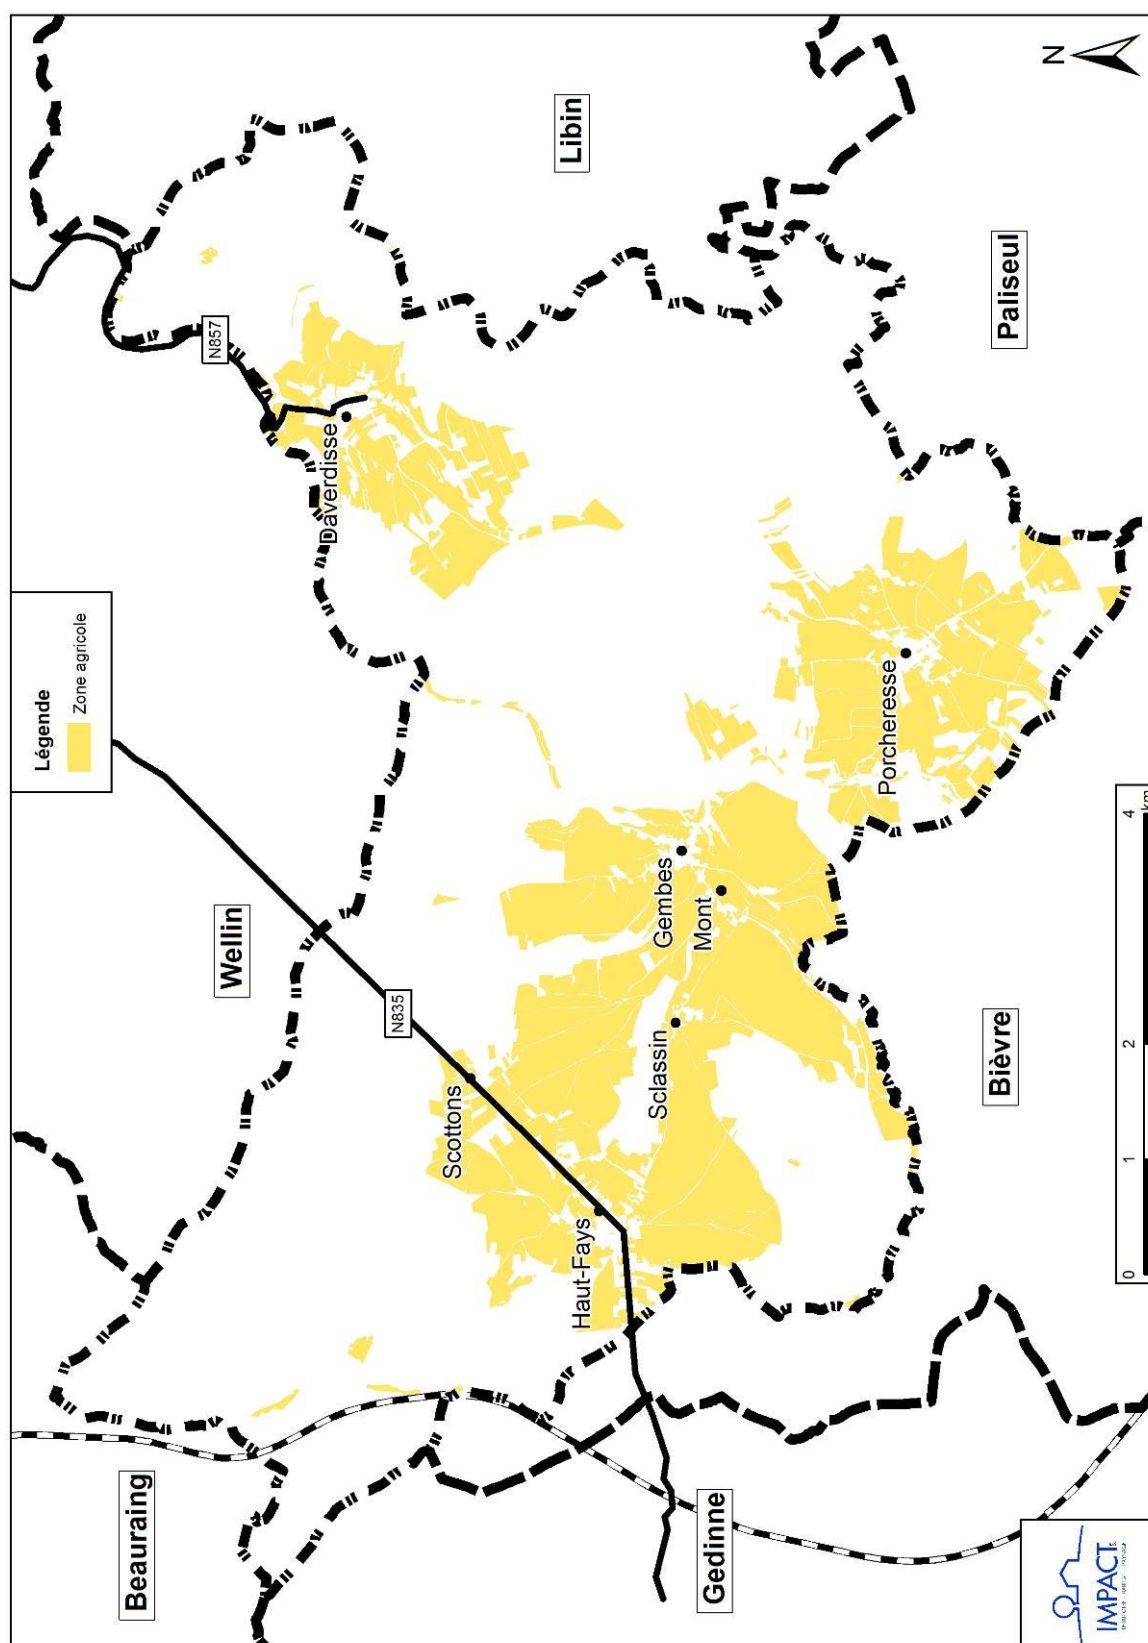 Légende
Zone agricole
N
Beauraing
Wellin
Libin
N857
Daverdisse
N835
Scottons
Haut-Fays
Sclassin
Gembes
Mont
Porcheresse
Gedinne
Bièvre
Paliseul
IMPACT
0 1 2 4
km